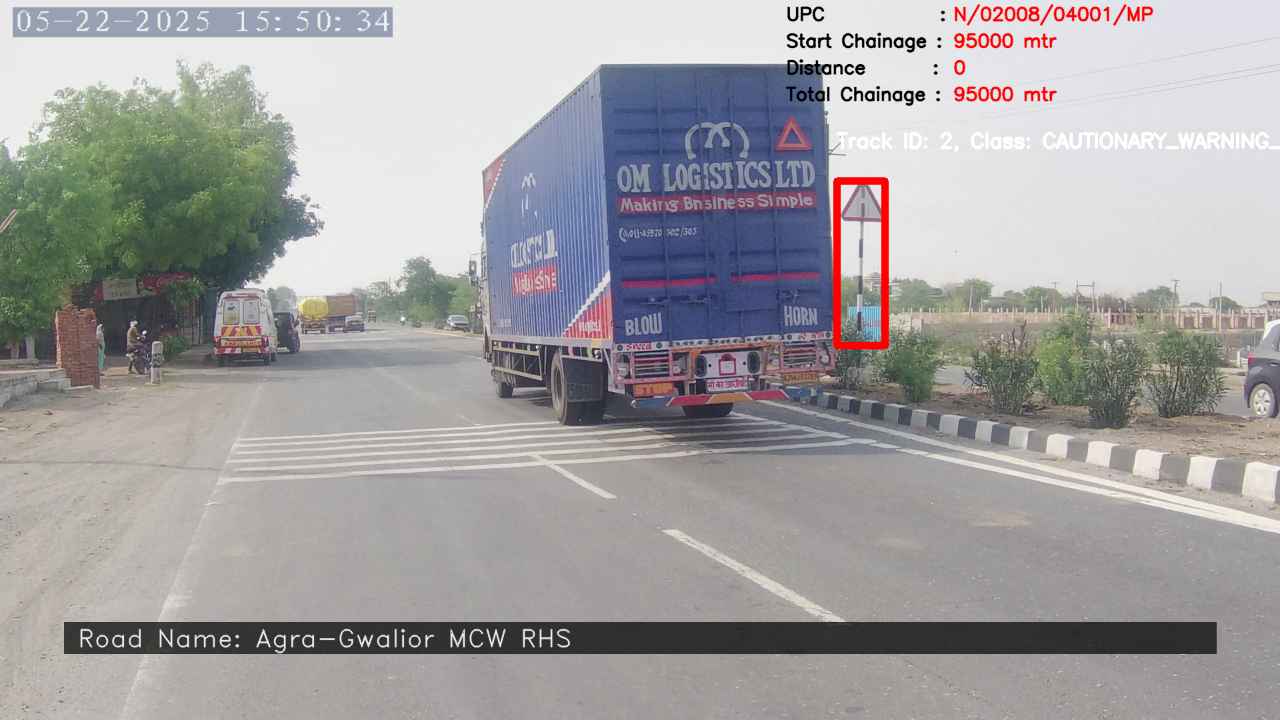 05-22-2025 15:50:34
UPC : N/02008/04001/MP
Start Chainage : 95000 mtr
Distance : 0
Total Chainage : 95000 mtr
Track ID: 2, Class: CAUTIONARY_WARNING_
OM LOGISTICS LTD
Making Bnsiness Simple
BLOW
HORN
STOP
Road Name: Agra-Gwalior MCW RHS